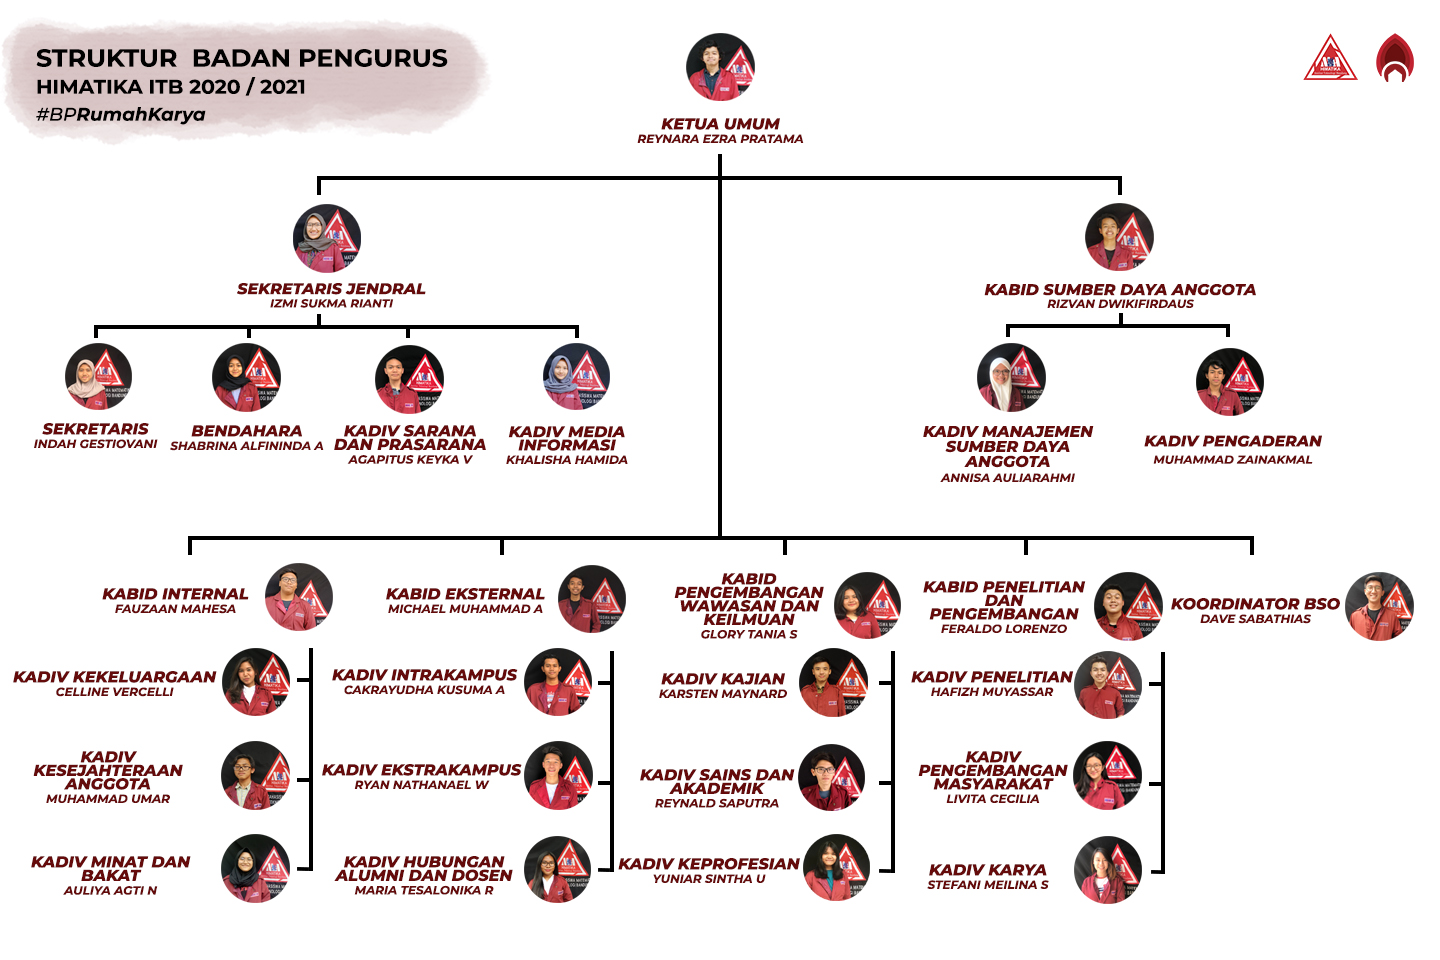 STRUKTUR BADAN PENGURUS
HIMATIKA ITB 2020 / 2021
#BPRumahKarya
KETUA UMUM
REYNARA EZRA PRATAMA
SEKRETARIS JENDRAL
IZMI SUKMA RIANTI
KABID SUMBER DAYA ANGGOTA
RIZVAN DWIKIFIRDAUS
SEKRETARIS
INDAH GESTIOVANI
BENDAHARA
SHABRINA ALFININDA A
KADIV SARANA
DAN PRASARANA
AGAPITUS KEYKA V
KADIV MEDIA
INFORMASI
KHALISHA HAMIDA
KADIV MANAJEMEN
SUMBER DAYA
ANGGOTA
ANNISA AULIARAHMI
KADIV PENGADERAN
MUHAMMAD ZAINAKMAL
KABID INTERNAL
FAUZAAN MAHESA
KABID EKSTERNAL
MICHAEL MUHAMMAD A
KABID
PENGEMBANGAN
WAWASAN DAN
KEILMUAN
GLORY TANIA S
KABID PENELITIAN
DAN
PENGEMBANGAN
FERALDO LORENZO
KOORDINATOR BSO
DAVE SABATHIAS
KADIV KEKELUARGAAN
CELLINE VERCELLI
KADIV INTRAKAMPUS
CAKRAYUDHA KUSUMA A
KADIV KAJIAN
KARSTEN MAYNARD
KADIV PENELITIAN
HAFIZH MUYASSAR
KADIV
KESEJAHTERAAN
ANGGOTA
MUHAMMAD UMAR
KADIV EKSTRAKAMPUS
RYAN NATHANAEL W
KADIV SAINS DAN
AKADEMIK
REYNALD SAPUTRA
KADIV
PENGEMBANGAN
MASYARAKAT
LIVITA CECILIA
KADIV MINAT DAN
BAKAT
AULIYA AGTI N
KADIV HUBUNGAN
ALUMNI DAN DOSEN
MARIA TESALONIKA R
KADIV KEPROFESIAN
YUNIAR SINTHA U
KADIV KARYA
STEFANI MEILINA S